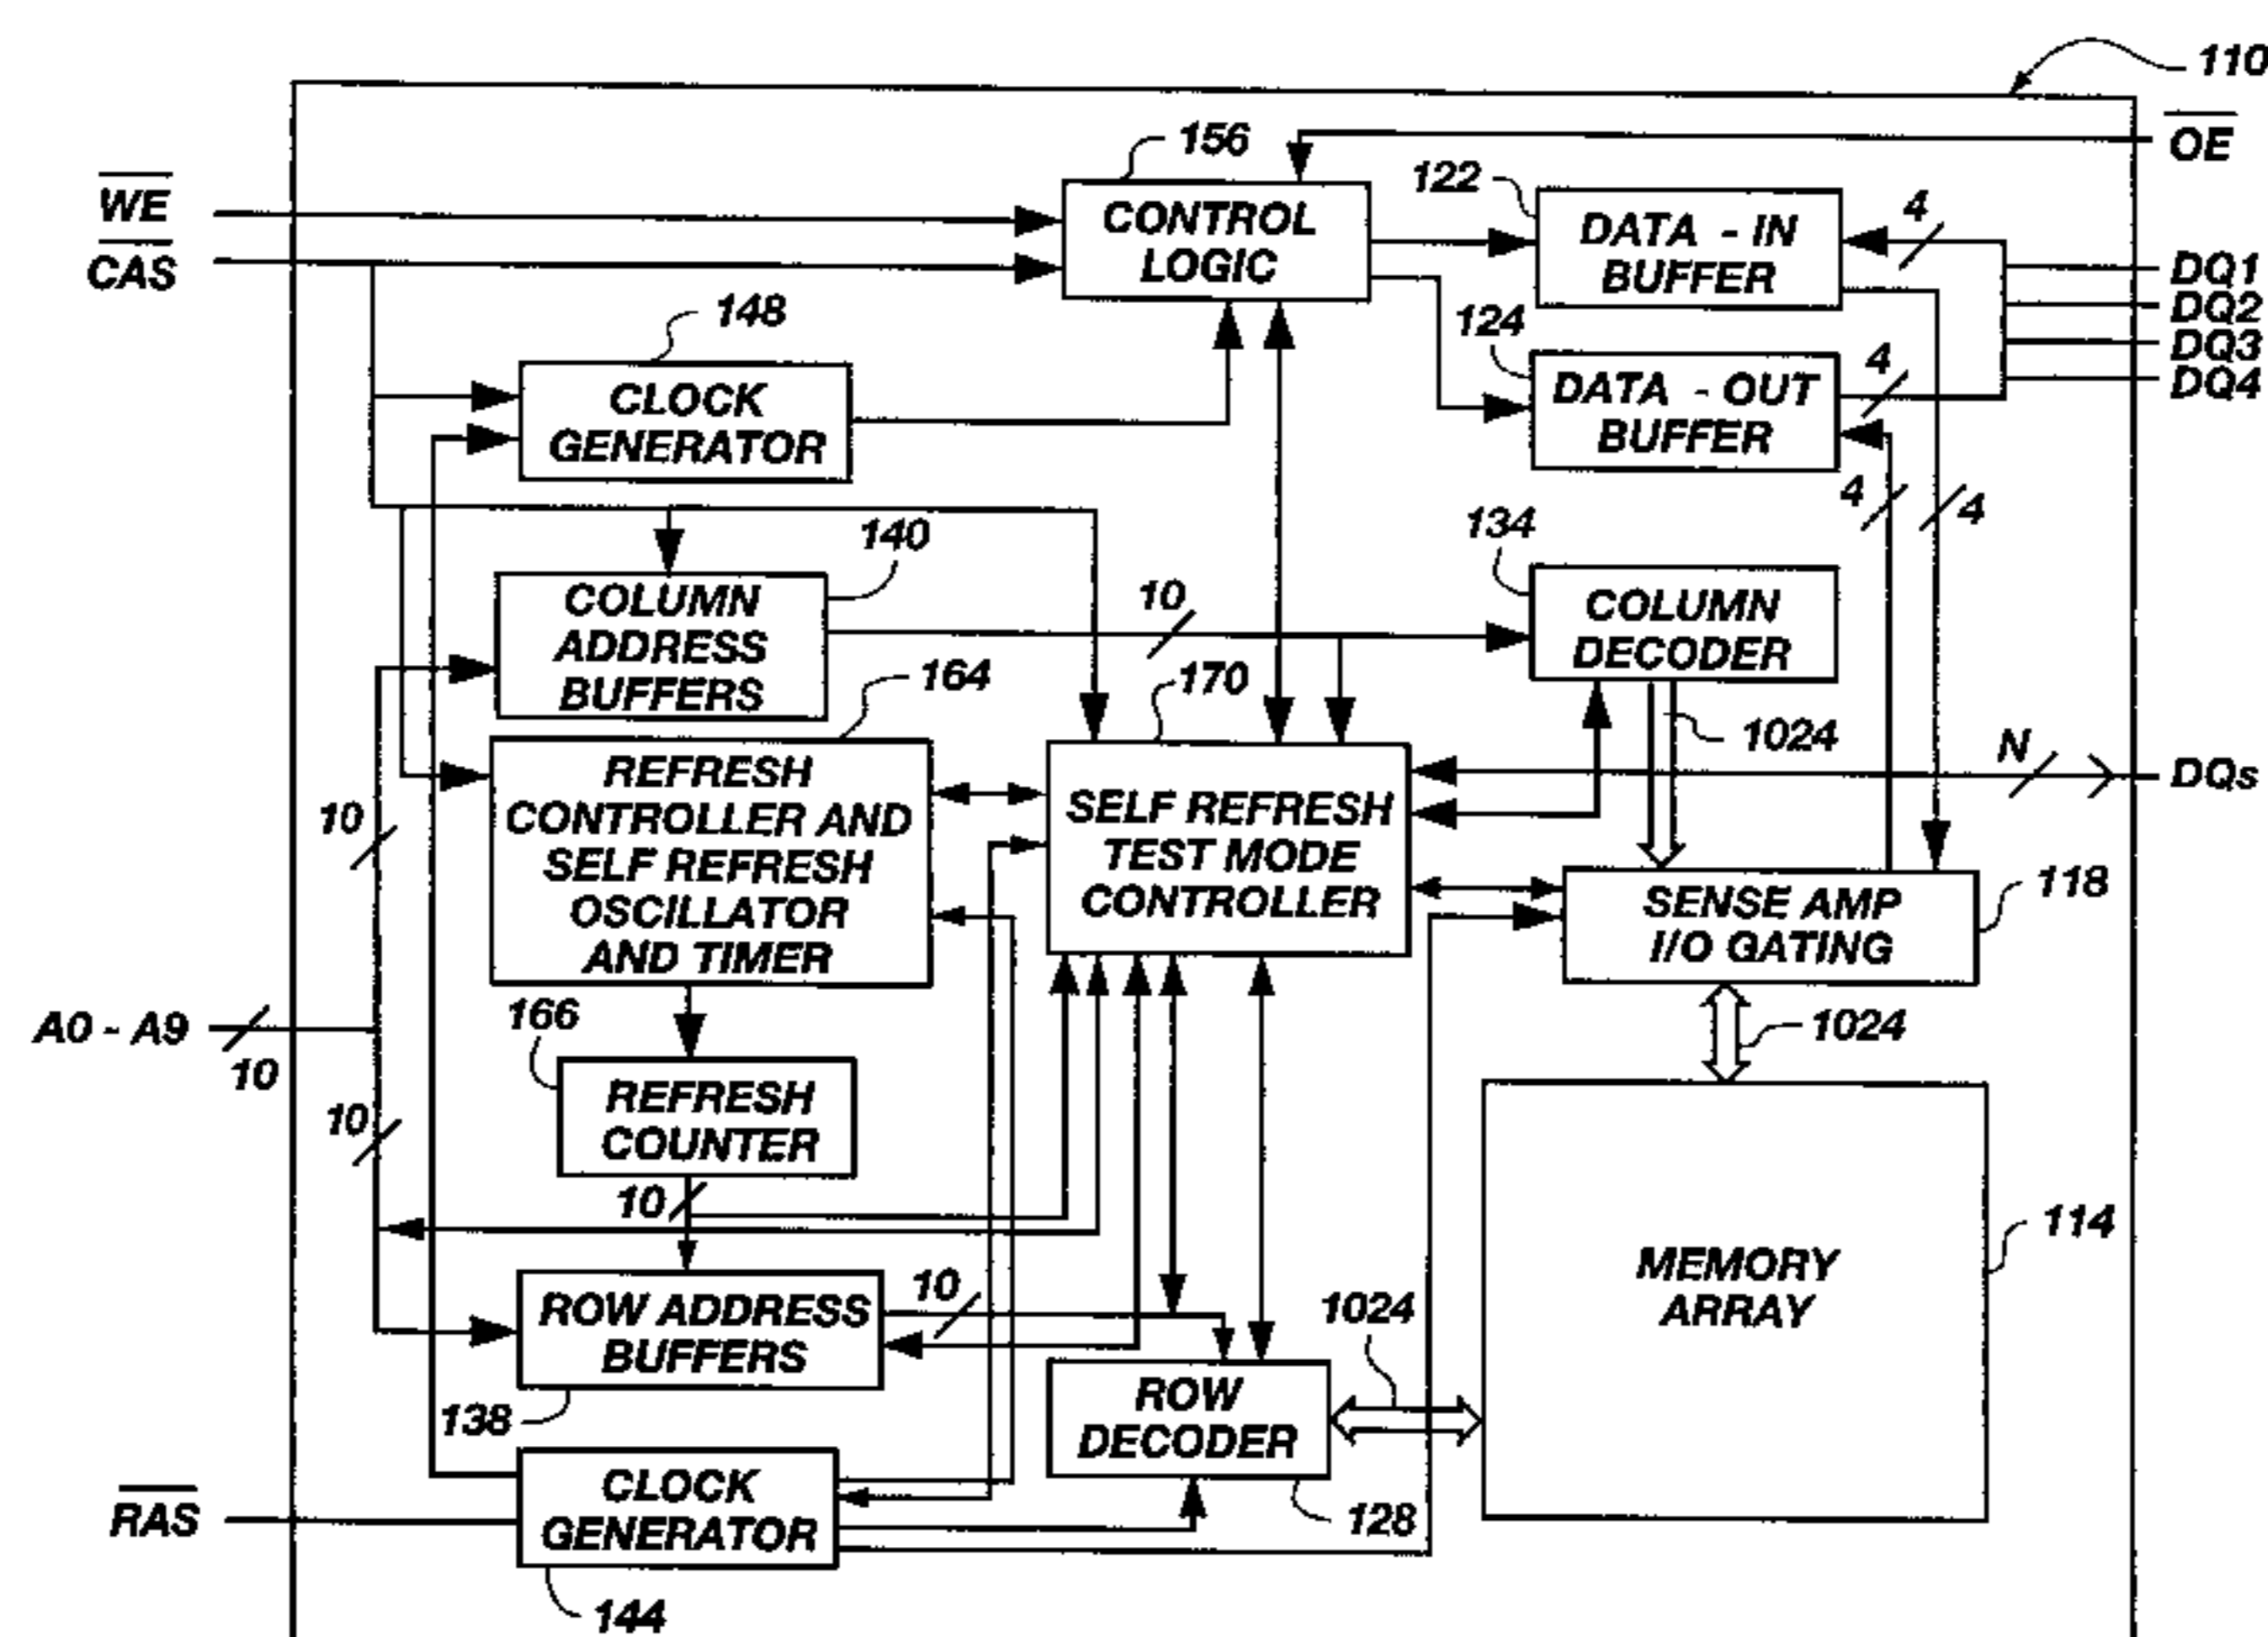 110
OE
156
WE
CONTROL
LOGIC
122
DATA - IN
BUFFER
4
CAS
DQ1
DQ2
DQ3
DQ4
148
CLOCK
GENERATOR
124
DATA - OUT
BUFFER
4
4
4
140
COLUMN
ADDRESS
BUFFERS
10
134
COLUMN
DECODER
164
170
1024
N
DQs
REFRESH
CONTROLLER AND
SELF REFRESH
OSCILLATOR
AND TIMER
10
SELF REFRESH
TEST MODE
CONTROLLER
SENSE AMP
I/O GATING
118
A0 - A9
10
166
REFRESH
COUNTER
1024
10
10
MEMORY
ARRAY
114
ROW ADDRESS
BUFFERS
10
138
1024
ROW
DECODER
128
RAS
CLOCK
GENERATOR
144